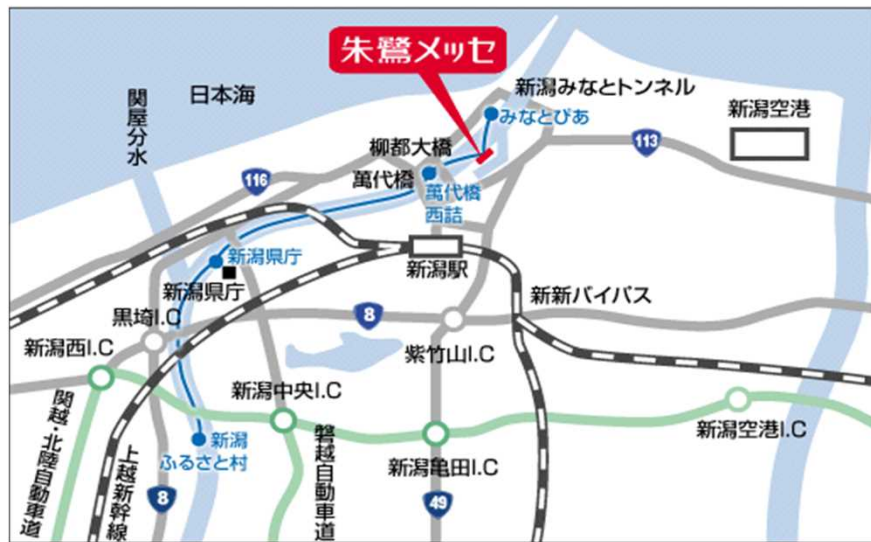 朱鷺メッセ
日本海
関屋分水
新潟みなとトンネル
みなとぴあ
新潟空港
113
柳都大橋
116
萬代橋
萬代橋
西詰
新潟県庁
新潟駅
新潟県庁
新新バイパス
黒埼I.C
8
新潟西I.C
紫竹山I.C
新潟中央I.C
新潟空港I.C
関越・北陸自動車道
上越新幹線
新潟
ふるさと村
磐越自動車道
新潟亀田I.C
8
49